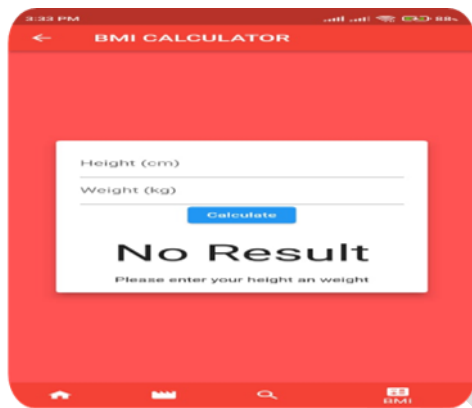 3:33 PM
BMI CALCULATOR
Height (cm)
Weight (kg)
Calculate
No Result
Please enter your height an weight
BMI